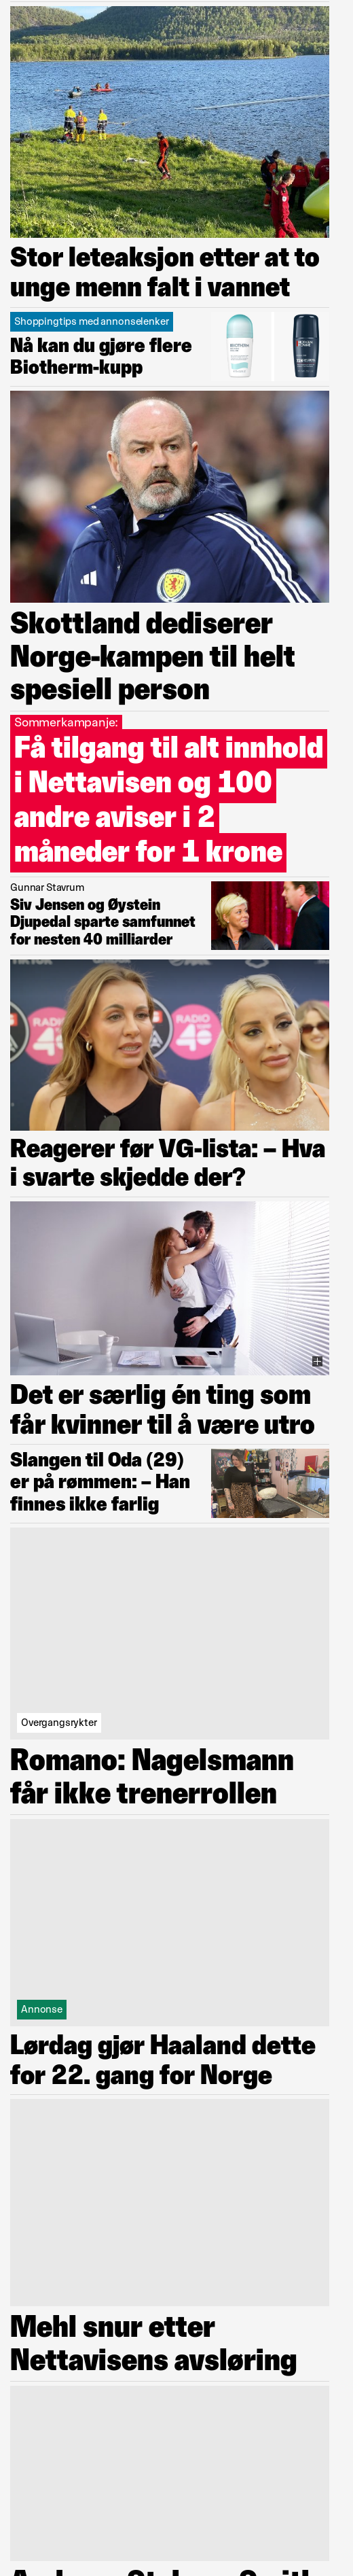 Stor leteaksjon etter at to
unge menn falt i vannet
Shoppingtips med annonselenker
Nå kan du gjøre flere
Biotherm-kupp
Skottland dediserer
Norge-kampen til helt
spesiell person
Sommerkampanje:
Få tilgang til alt innhold
i Nettavisen og 100
andre aviser i 2
måneder for 1 krone
Gunnar Stavrum
Siv Jensen og Øystein
Djupedal sparte samfunnet
for nesten 40 milliarder
RADIO
Reagerer før VG-lista: – Hva
i svarte skjedde der?
Det er særlig én ting som
får kvinner til å være utro
Slangen til Oda (29)
er på rømmen: – Han
finnes ikke farlig
Overgangsrykter
Romano: Nagelsmann
får ikke trenerrollen
Annonse
Lørdag gjør Haaland dette
for 22. gang for Norge
Mehl snur etter
Nettavisens avsløring